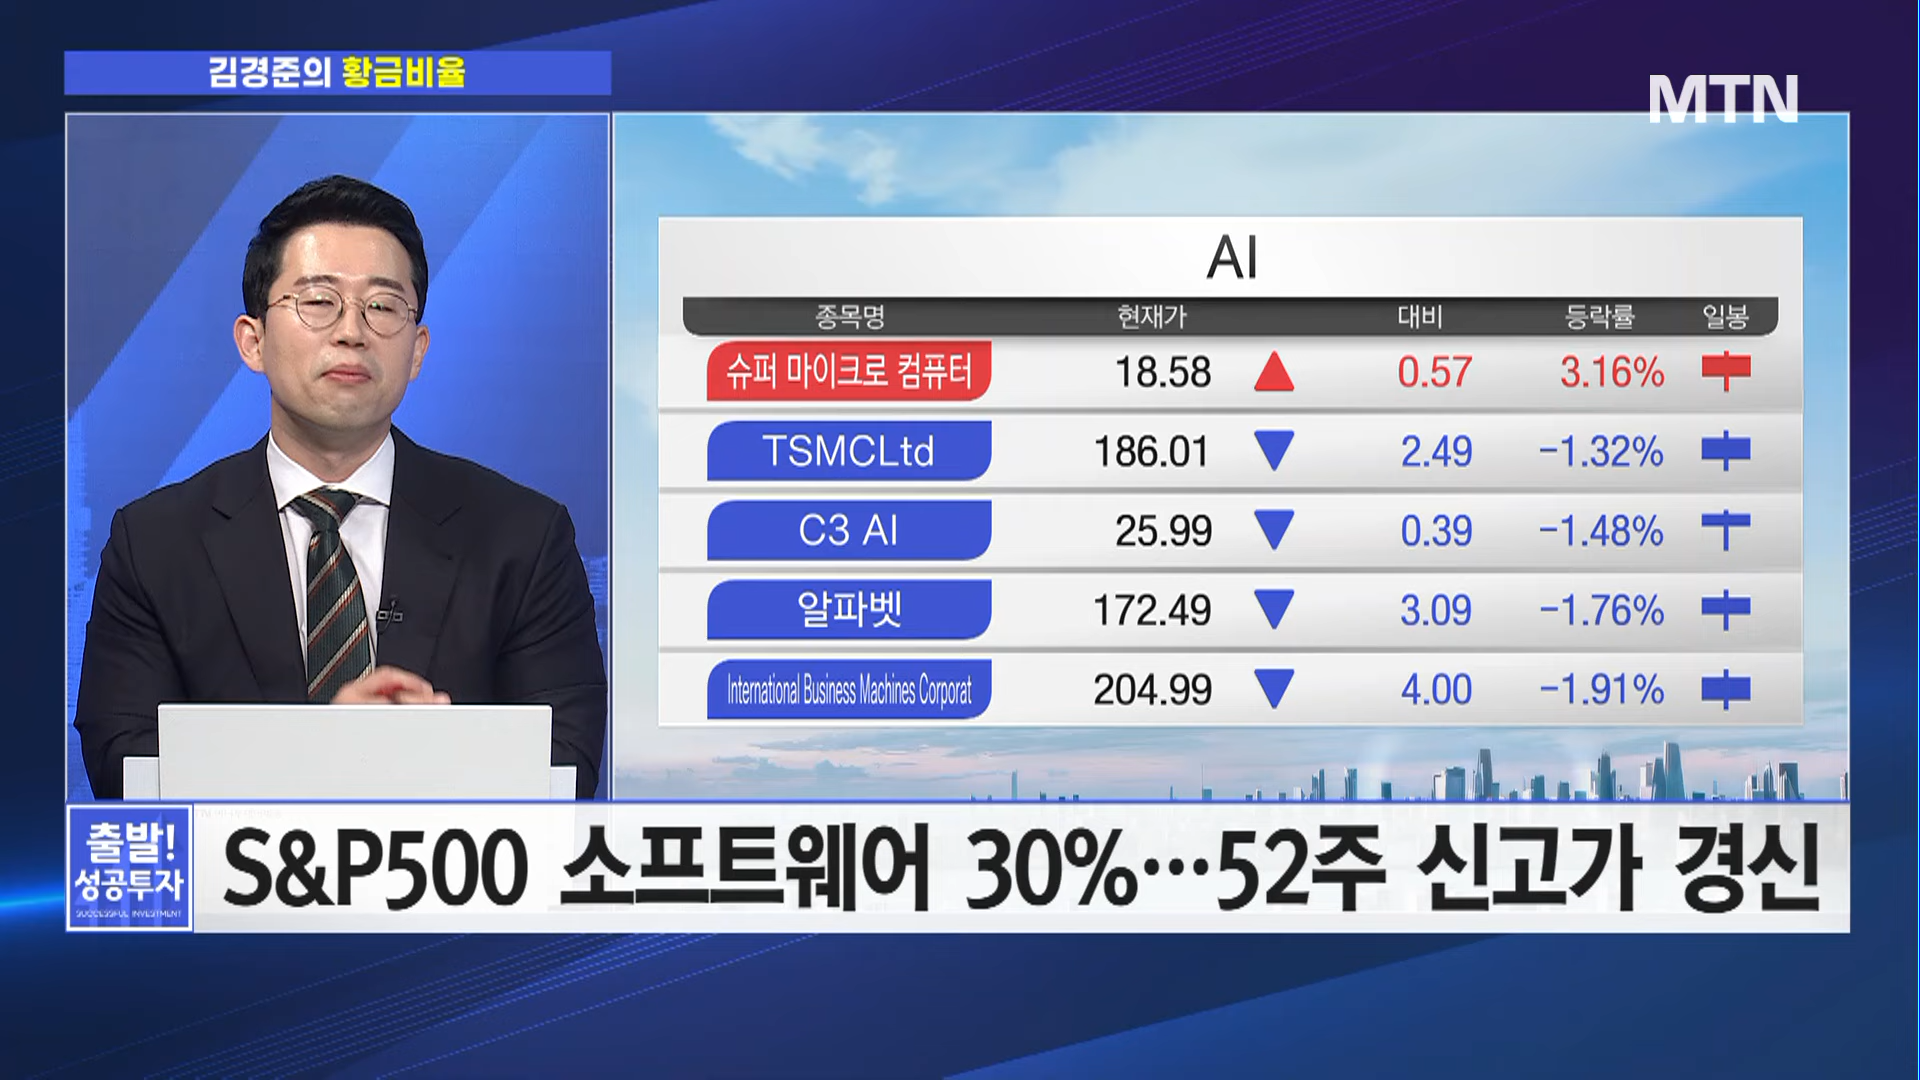 김경준의 황금비율
MTN
AI
종목명 현재가 대비 등락률 일봉
슈퍼 마이크로 컴퓨터 18.58 ▲ 0.57 3.16%
TSMCLtd 186.01 ▼ 2.49 -1.32%
C3 AI 25.99 ▼ 0.39 -1.48%
알파벳 172.49 ▼ 3.09 -1.76%
International Business Machines Corporat 204.99 ▼ 4.00 -1.91%
출발!
성공투자
SUCCESSFUL INVESTMENT
S&P500 소프트웨어 30%…52주 신고가 경신